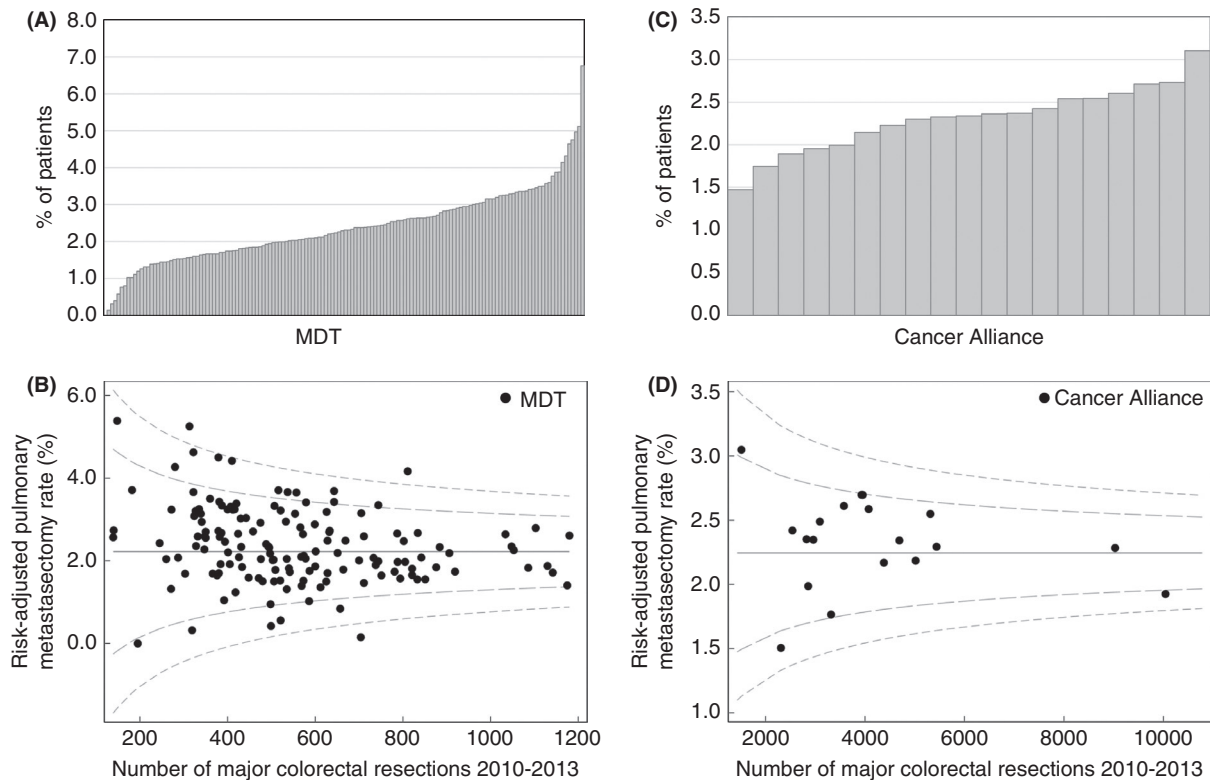 (A)
8.0
7.0
6.0
5.0
4.0
3.0
2.0
1.0
0.0
% of patients
MDT
(C)
3.5
3.0
2.5
2.0
1.5
1.0
0.5
0.0
% of patients
Cancer Alliance
(B)
6.0
4.0
2.0
0.0
Risk-adjusted pulmonary
metastasectomy rate (%)
MDT
200 400 600 800 1000 1200
Number of major colorectal resections 2010-2013
(D)
3.5
3.0
2.5
2.0
1.5
1.0
Risk-adjusted pulmonary
metastasectomy rate (%)
Cancer Alliance
2000 4000 6000 8000 10000
Number of major colorectal resections 2010-2013